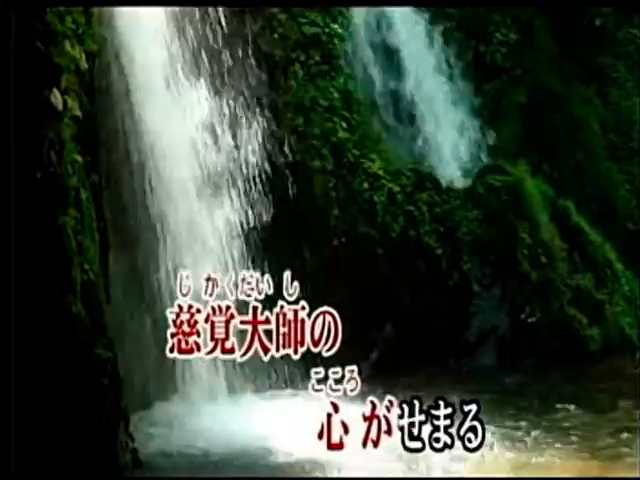 じかくだいし
慈覚大師の
こころ
心がせまる